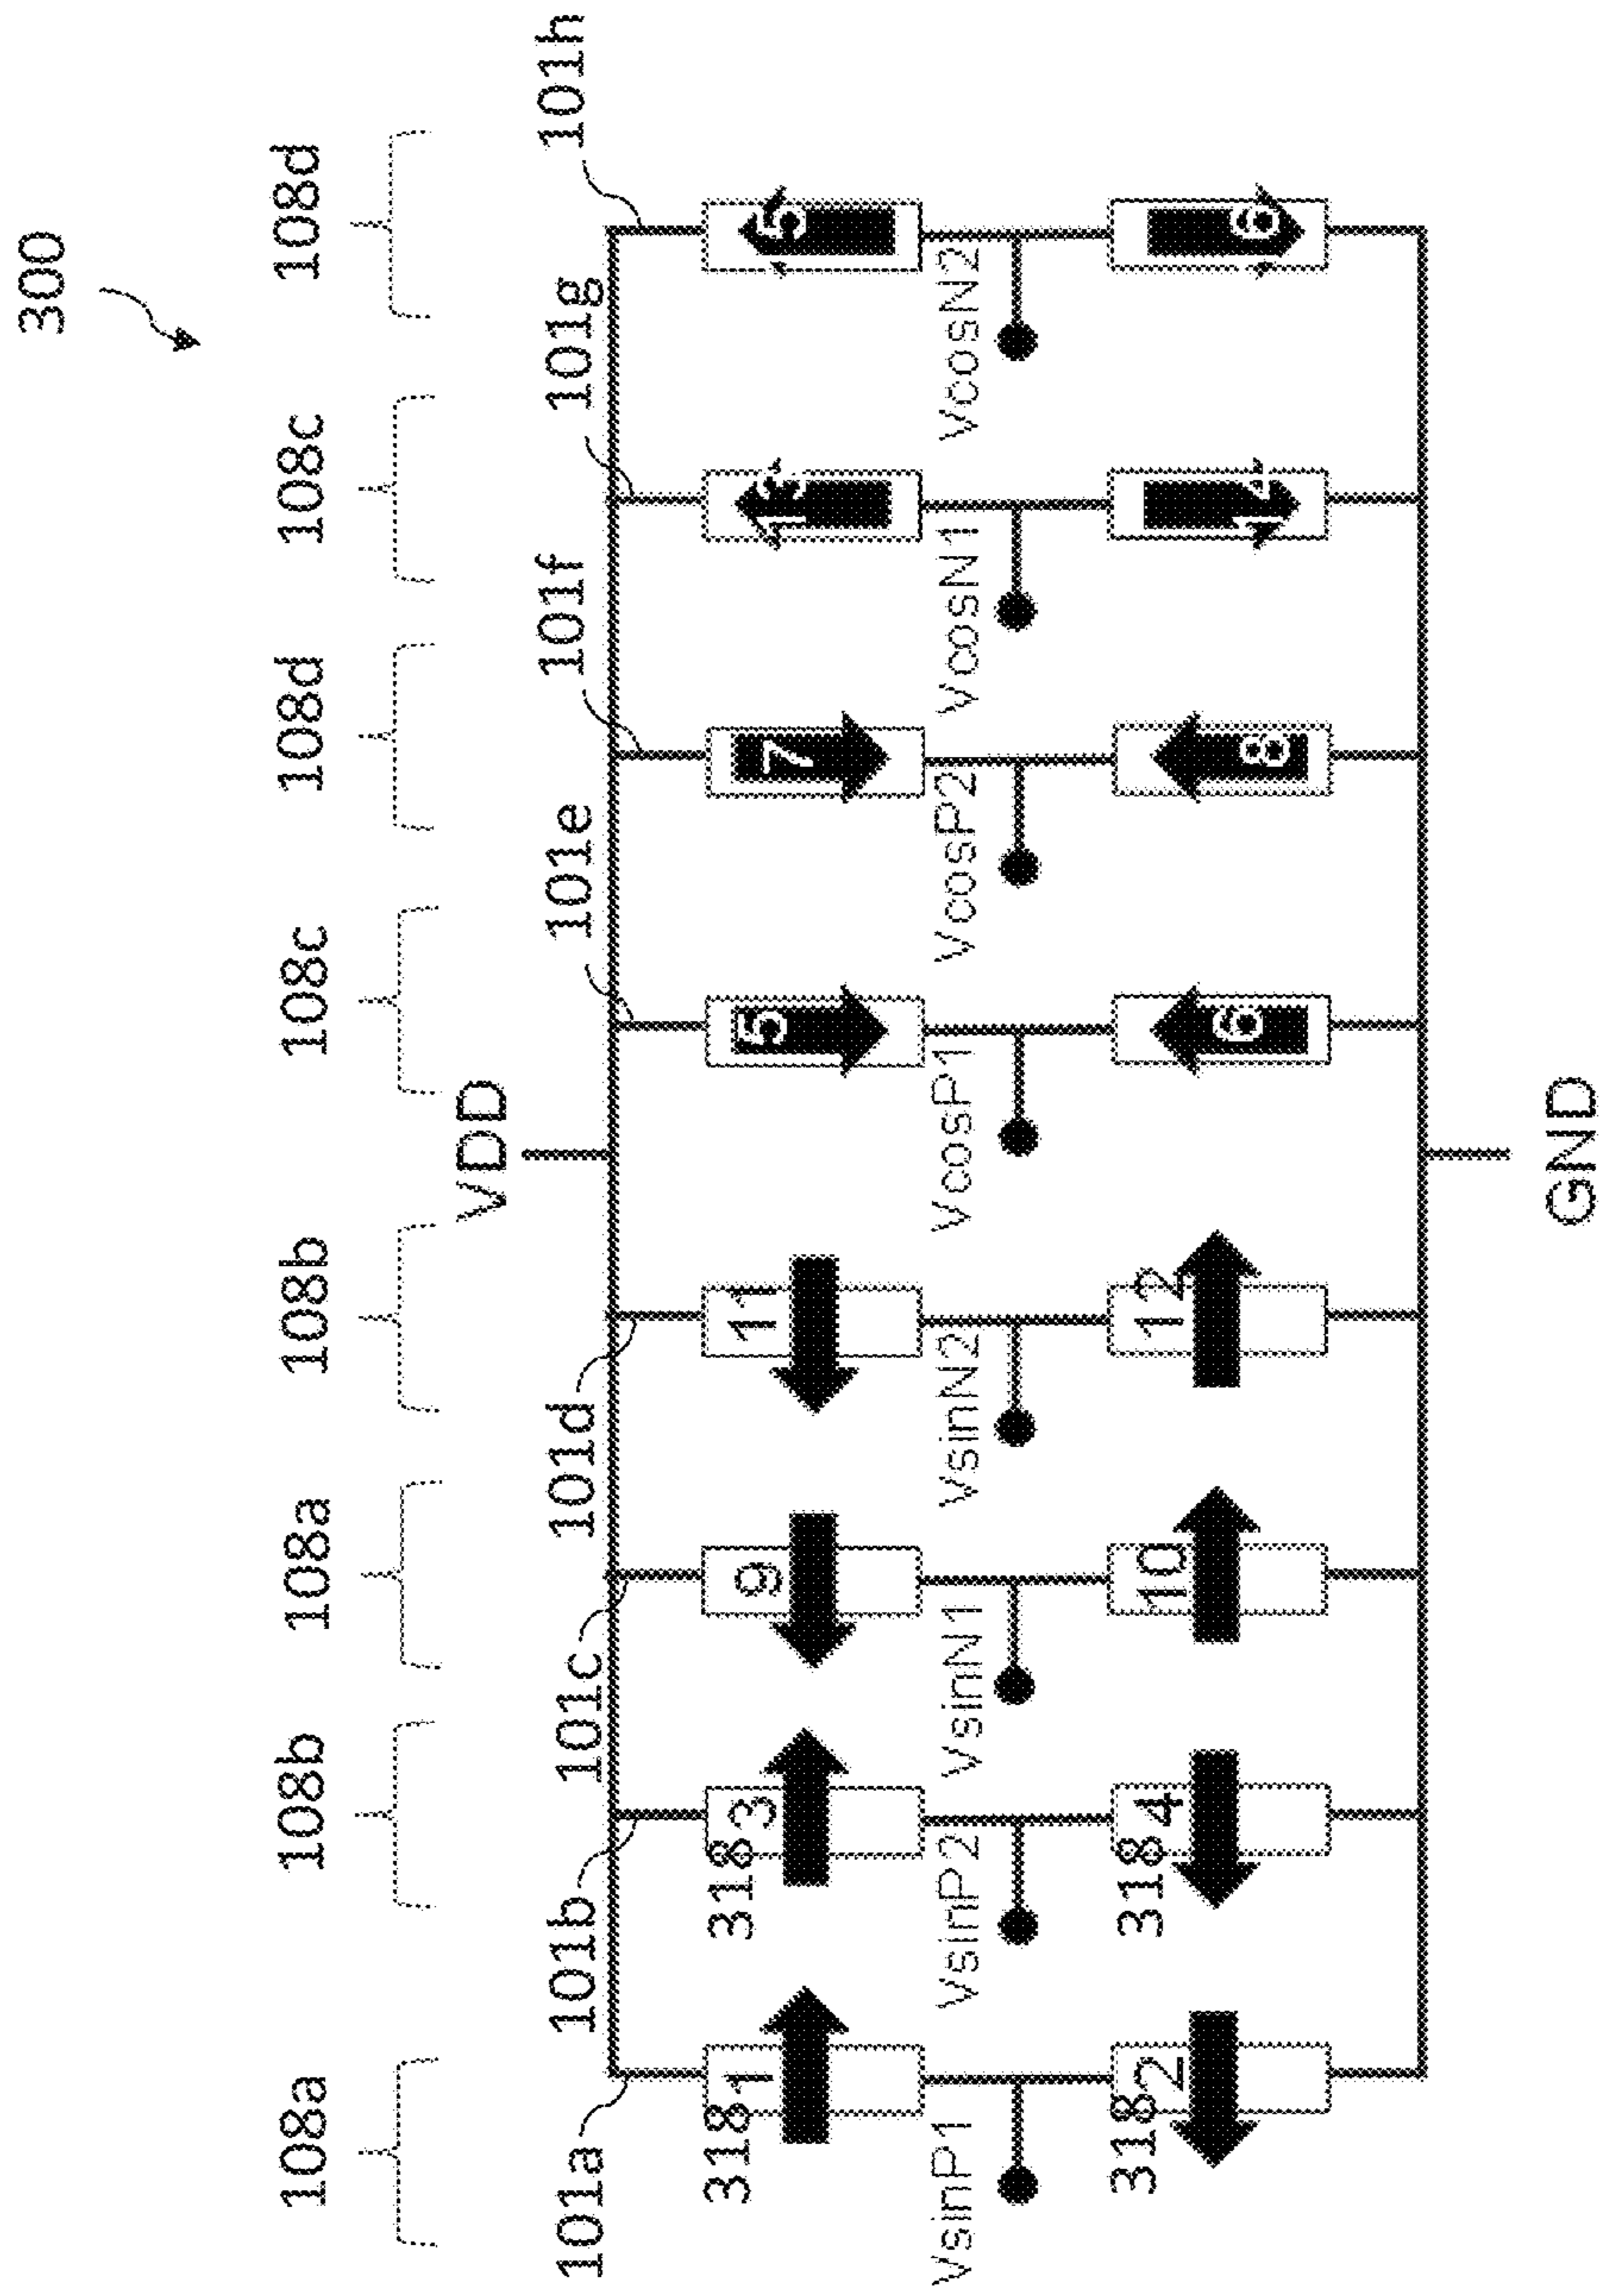 300
108a
108b
108a
108b
108c
108d
108c
108d
VDD
101a
101b
101c
101d
101e
101f
101g
101h
318
1
318
3
9
11
5
7
VsinP1
VsinP2
VsinN1
VsinN2
VcosP1
VcosP2
VcosN1
VcosN2
318
2
318
4
10
12
6
8
GND